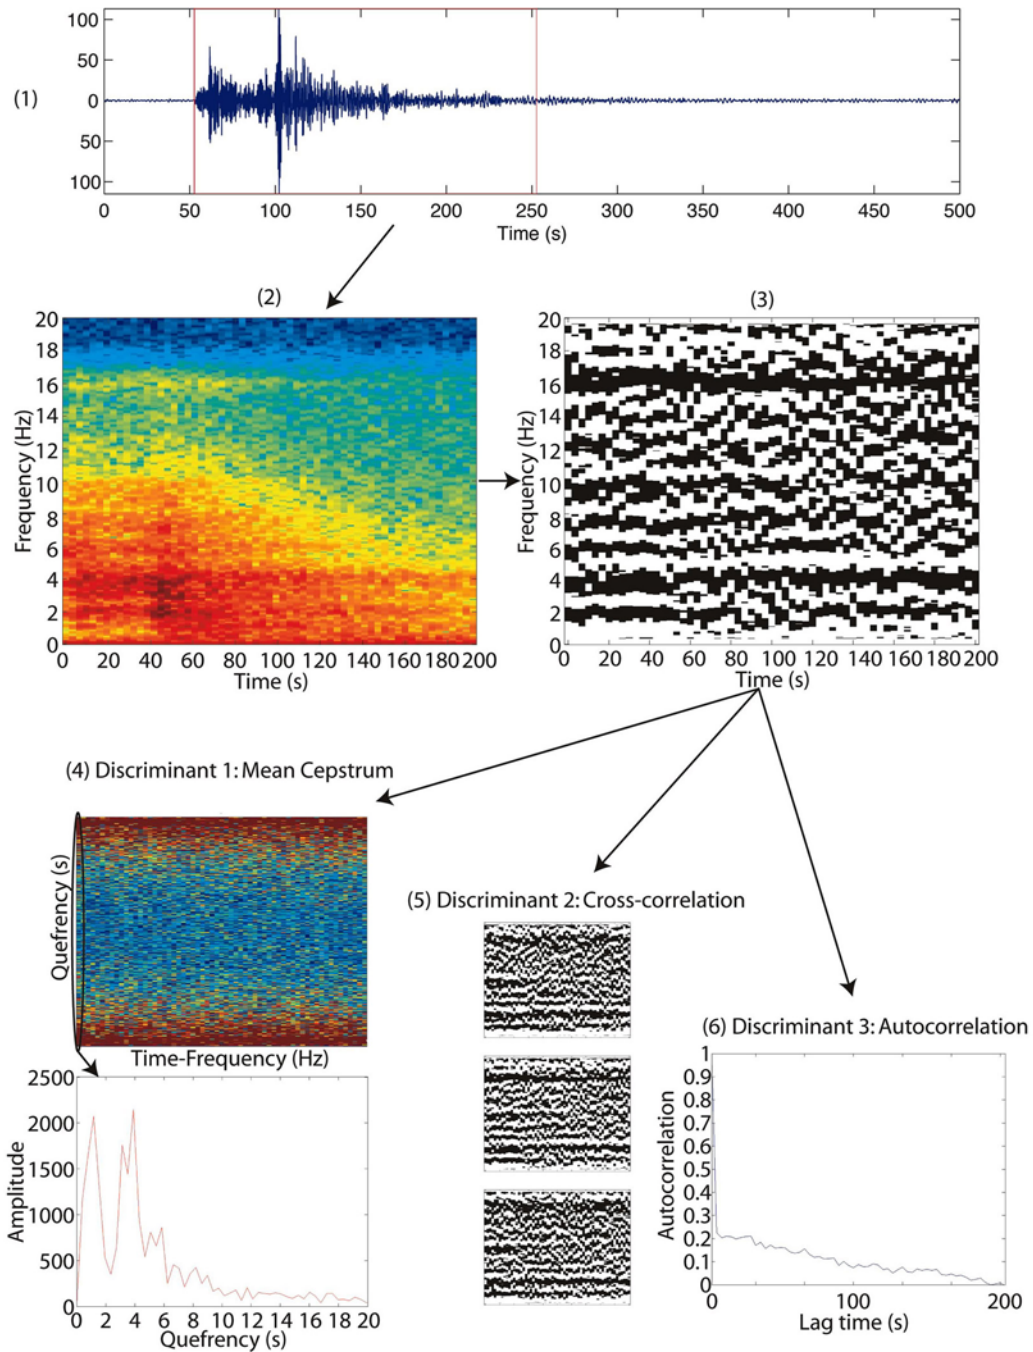 (1)
100
50
0
50
100
0 50 100 150 200 250 300 350 400 450 500
Time (s)
(2)
20
18
16
14
12
10
8
6
4
2
0
Frequency (Hz)
0 20 40 60 80 100 120 140 160 180 200
Time (s)
(3)
20
18
16
14
12
10
8
6
4
2
0
Frequency (Hz)
0 20 40 60 80 100 120 140 160 180 200
Time (s)
(4) Discriminant 1: Mean Cepstrum
Quefrency (s)
Time-Frequency (Hz)
2500
2000
1500
1000
500
0
Amplitude
0 2 4 6 8 10 12 14 16 18 20
Quefrency (s)
(5) Discriminant 2: Cross-correlation
(6) Discriminant 3: Autocorrelation
1
0.9
0.8
0.7
0.6
0.5
0.4
0.3
0.2
0.1
0
Autocorrelation
0 100 200
Lag time (s)